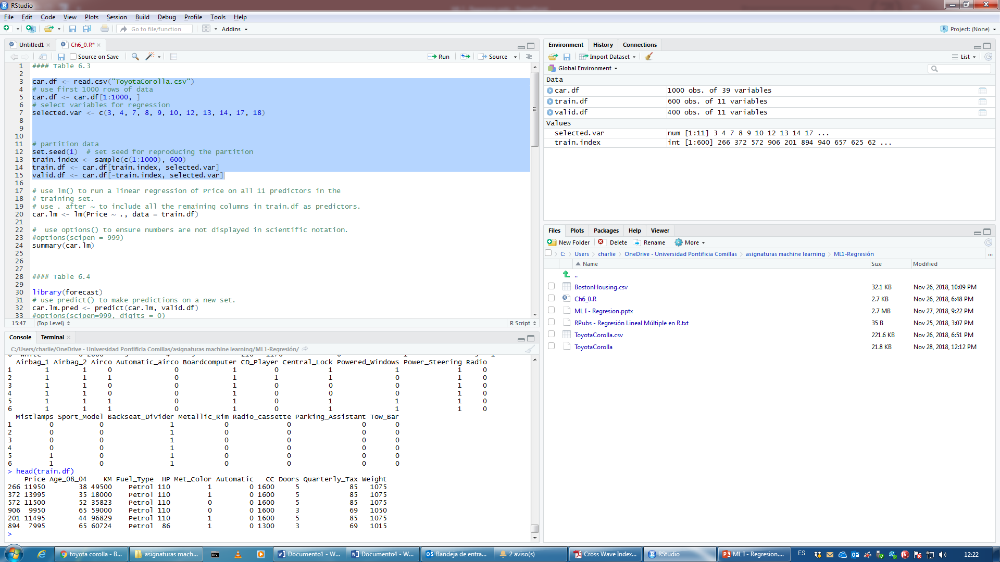 RStudio
File Edit Code View Plots Session Build Debug Profile Tools Help
Go to file/function Addins Project: (None)
Untitled1 Ch6_0.R*
Source on Save Run Source
1 #### Table 6.3
2
3 car.df <- read.csv("ToyotaCorolla.csv")
4 # use first 1000 rows of data
5 car.df <- car.df[1:1000, ]
6 # select variables for regression
7 selected.var <- c(3, 4, 7, 8, 9, 10, 12, 13, 14, 17, 18)
8
9
10
11 # partition data
12 set.seed(1)  # set seed for reproducing the partition
13 train.index <- sample(c(1:1000), 600)
14 train.df <- car.df[train.index, selected.var]
15 valid.df <- car.df[-train.index, selected.var]
16
17 # use lm() to run a linear regression of Price on all 11 predictors in the
18 # training set.
19 # use . after ~ to include all the remaining columns in train.df as predictors.
20 car.lm <- lm(Price ~ ., data = train.df)
21
22 #  use options() to ensure numbers are not displayed in scientific notation.
23 #options(scipen = 999)
24 summary(car.lm)
25
26
27
28 #### Table 6.4
29
30 library(forecast)
31 # use predict() to make predictions on a new set.
32 car.lm.pred <- predict(car.lm, valid.df)
33 #options(scipen=999, digits = 0)
15:47 (Top Level) R Script
Console Terminal
C:/Users/charlie/OneDrive - Universidad Pontificia Comillas/asignaturas machine learning/ML1-Regresión/
Airbag_1 Airbag_2 Airco Automatic_airco Boardcomputer CD_Player Central_Lock Powered_Windows Power_Steering Radio
1 1 1 0 0 1 0 1 1 1 0
2 1 1 1 0 1 1 1 0 1 0
3 1 1 0 0 1 0 0 0 1 0
4 1 1 0 0 1 0 0 0 1 0
5 1 1 1 0 1 0 1 1 1 0
6 1 1 1 0 1 0 1 1 1 0
Mistlamps Sport_Model Backseat_Divider Metallic_Rim Radio_cassette Parking_Assistant Tow_Bar
1 0 0 1 0 0 0 0
2 0 0 1 0 0 0 0
3 0 0 1 0 0 0 0
4 0 0 1 0 0 0 0
5 1 0 1 0 0 0 0
6 1 0 1 0 0 0 0
> head(train.df)
Price Age_08_04 KM Fuel_Type HP Met_Color Automatic CC Doors Quarterly_Tax Weight
266 11950 38 49500 Petrol 110 1 0 1600 5 85 1075
372 13995 35 18000 Petrol 110 1 0 1600 5 85 1075
572 11500 52 35823 Petrol 110 0 0 1600 5 85 1075
906 9950 65 59000 Petrol 110 0 0 1600 3 69 1050
201 11495 44 96829 Petrol 110 1 0 1600 5 85 1075
894 7995 65 60724 Petrol 86 1 0 1300 3 69 1015
>
Environment History Connections
Import Dataset List
Global Environment
Data
car.df 1000 obs. of 39 variables
train.df 600 obs. of 11 variables
valid.df 400 obs. of 11 variables
Values
selected.var num [1:11] 3 4 7 8 9 10 12 13 14 17 ...
train.index int [1:600] 266 372 572 906 201 894 940 657 625 62 ...
Files Plots Packages Help Viewer
New Folder Delete Rename More
C: Users charlie OneDrive - Universidad Pontificia Comillas asignaturas machine learning ML1-Regresión ...
Name Size Modified
..
BostonHousing.csv 32.1 KB Nov 26, 2018, 10:09 PM
Ch6_0.R 2.7 KB Nov 26, 2018, 6:48 PM
ML I - Regresion.pptx 2.7 MB Nov 27, 2018, 9:22 PM
RPubs - Regresión Lineal Múltiple en R.txt 35 B Nov 25, 2018, 3:07 PM
ToyotaCorolla.csv 221.6 KB Nov 26, 2018, 6:51 PM
ToyotaCorolla 21.8 KB Nov 28, 2018, 12:12 PM
toyota corolla - B... asignaturas mach... Documento1 - W... Documento4 - W... Bandeja de entra... 2 aviso(s) Cross Wave Index... RStudio ML I - Regresion.... ES 12:22